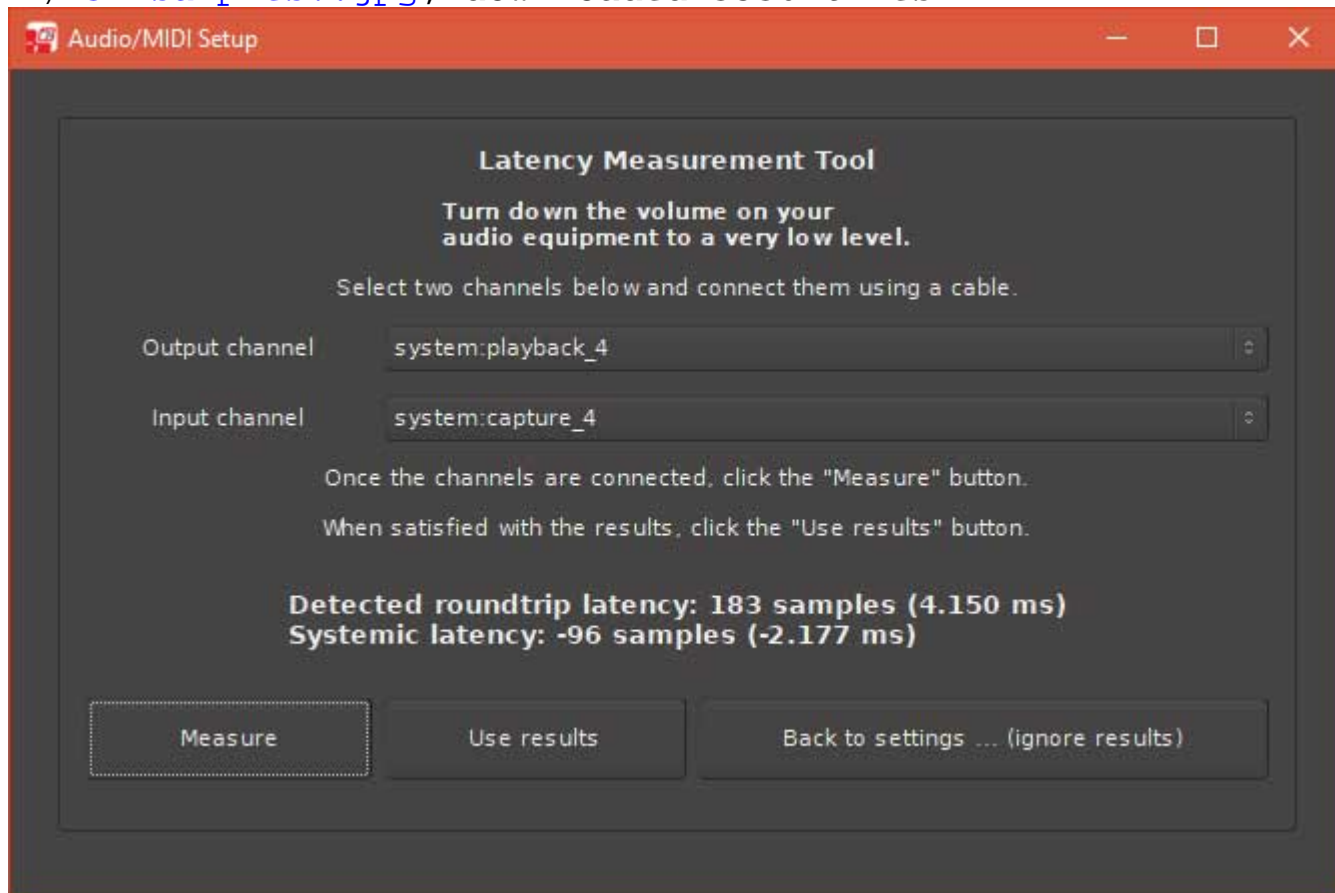 Audio/MIDI Setup
Latency Measurement Tool
Turn down the volume on your
audio equipment to a very low level.
Select two channels below and connect them using a cable.
Output channel system:playback_4
Input channel system:capture_4
Once the channels are connected, click the "Measure" button.
When satisfied with the results, click the "Use results" button.
Detected roundtrip latency: 183 samples (4.150 ms)
Systemic latency: -96 samples (-2.177 ms)
Measure Use results Back to settings ... (ignore results)